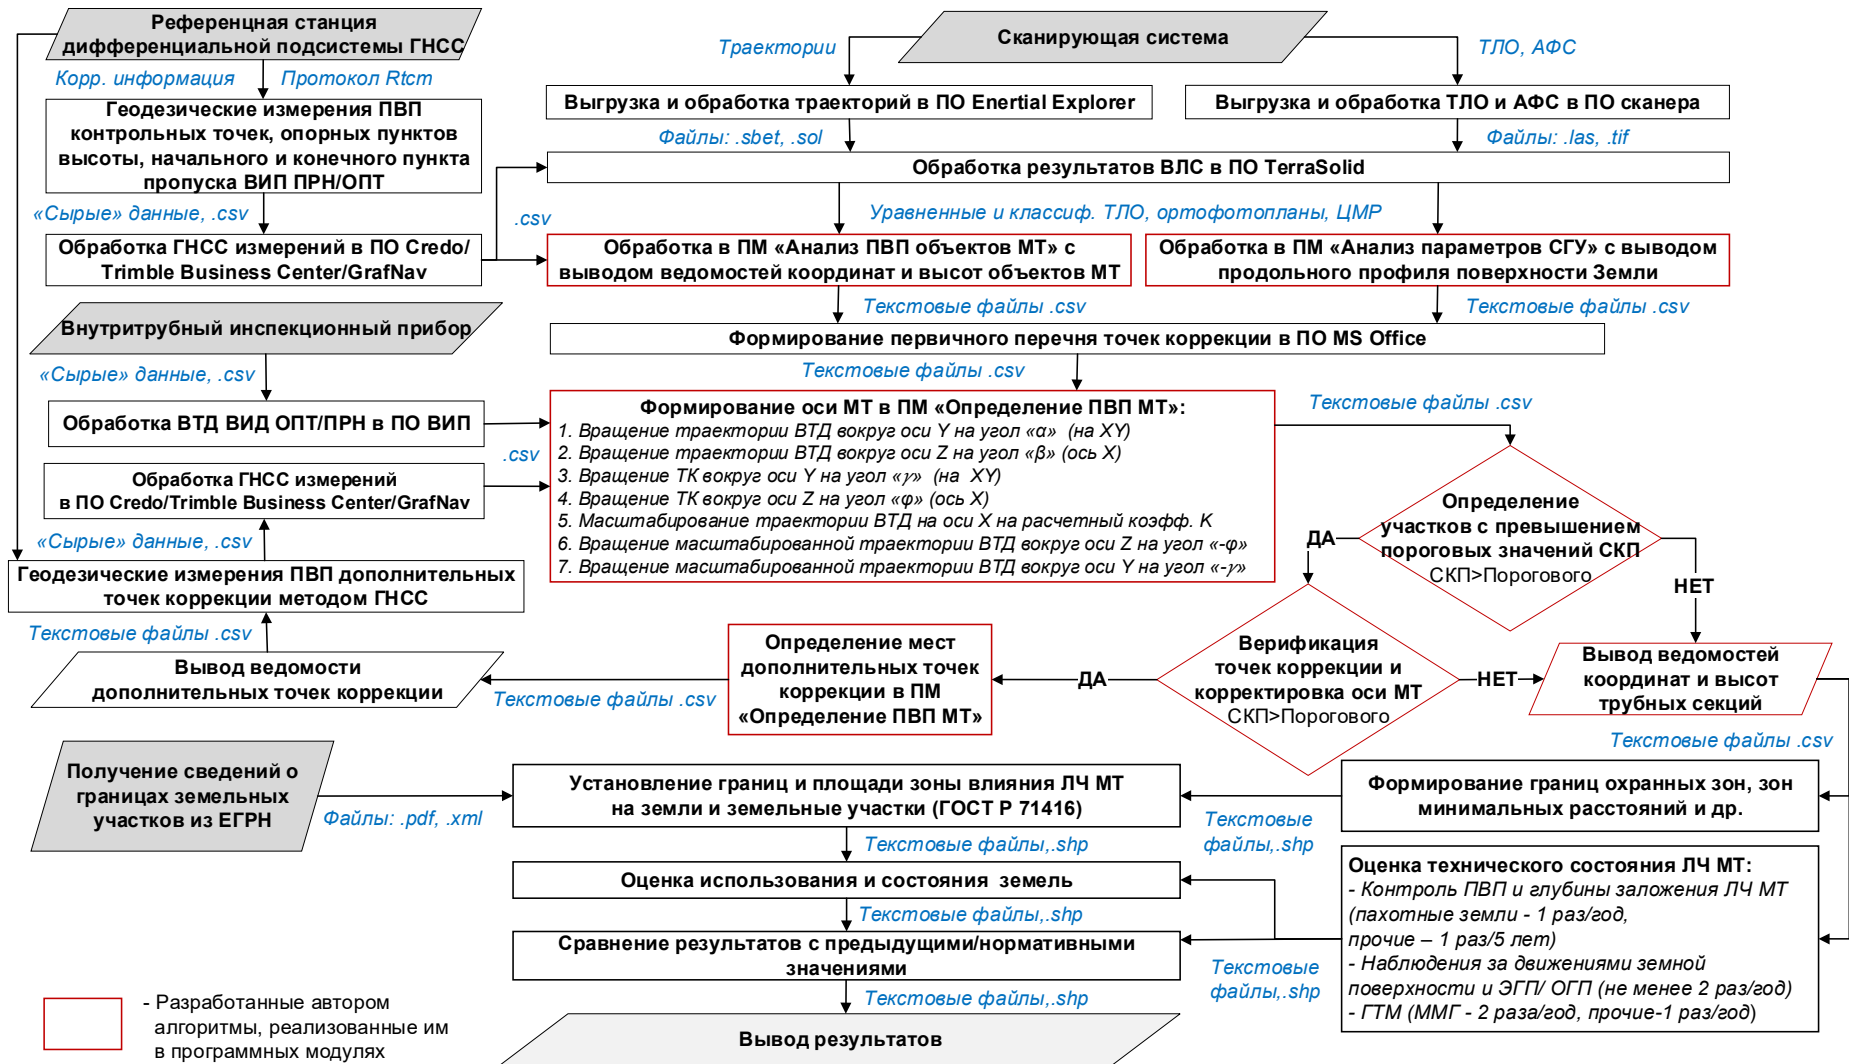 Референцная станция
дифференциальной подсистемы ГНСС
Корр. информация
Протокол Rtcm
Геодезические измерения ПВП
контрольных точек, опорных пунктов
высоты, начального и конечного пункта
пропуска ВИП ПРН/ОПТ
«Сырые» данные, .csv
Обработка ГНСС измерений в ПО Credo/
Trimble Business Center/GrafNav
.csv
Сканирующая система
Траектории
ТЛО, АФС
Выгрузка и обработка траекторий в ПО Enertial Explorer
Выгрузка и обработка ТЛО и АФС в ПО сканера
Файлы: .sbet, .sol
Файлы: .las, .tif
Обработка результатов ВЛС в ПО TerraSolid
Уравненные и классиф. ТЛО, ортофотопланы, ЦМР
Обработка в ПМ «Анализ ПВП объектов МТ» с
выводом ведомостей координат и высот объектов МТ
Обработка в ПМ «Анализ параметров СГУ» с выводом
продольного профиля поверхности Земли
Текстовые файлы .csv
Текстовые файлы .csv
Формирование первичного перечня точек коррекции в ПО MS Office
Текстовые файлы .csv
Внутритрубный инспекционный прибор
«Сырые» данные, .csv
Обработка ВТД ВИД ОПТ/ПРН в ПО ВИП
.csv
Обработка ГНСС измерений
в ПО Credo/Trimble Business Center/GrafNav
«Сырые» данные, .csv
Геодезические измерения ПВП дополнительных
точек коррекции методом ГНСС
Текстовые файлы .csv
Вывод ведомости
дополнительных точек коррекции
Формирование оси МТ в ПМ «Определение ПВП МТ»:
1. Вращение траектории ВТД вокруг оси Y на угол «α» (на XY)
2. Вращение траектории ВТД вокруг оси Z на угол «β» (ось X)
3. Вращение ТК вокруг оси Y на угол «γ» (на XY)
4. Вращение ТК вокруг оси Z на угол «φ» (ось X)
5. Масштабирование траектории ВТД на оси X на расчетный коэфф. K
6. Вращение масштабированной траектории ВТД вокруг оси Z на угол «-φ»
7. Вращение масштабированной траектории ВТД вокруг оси Y на угол «-γ»
Текстовые файлы .csv
Определение
участков с превышением
пороговых значений СКП
СКП>Порогового
ДА
НЕТ
Верификация
точек коррекции и
корректировка оси МТ
СКП>Порогового
ДА
НЕТ
Определение мест
дополнительных точек
коррекции в ПМ
«Определение ПВП МТ»
Текстовые файлы .csv
Вывод ведомостей
координат и высот
трубных секций
Текстовые файлы .csv
Получение сведений о
границах земельных
участков из ЕГРН
Файлы: .pdf, .xml
Установление границ и площади зоны влияния ЛЧ МТ
на земли и земельные участки (ГОСТ Р 71416)
Текстовые
файлы,.shp
Формирование границ охранных зон, зон
минимальных расстояний и др.
Текстовые файлы,.shp
Оценка использования и состояния земель
Текстовые файлы,.shp
Сравнение результатов с предыдущими/нормативными
значениями
Текстовые
файлы,.shp
Оценка технического состояния ЛЧ МТ:
- Контроль ПВП и глубины заложения ЛЧ МТ
(пахотные земли - 1 раз/год,
прочие – 1 раз/5 лет)
- Наблюдения за движениями земной
поверхности и ЭГП/ ОГП (не менее 2 раз/год)
- ГТМ (ММГ - 2 раза/год, прочие-1 раз/год)
Текстовые файлы,.shp
Вывод результатов
- Разработанные автором
алгоритмы, реализованные им
в программных модулях